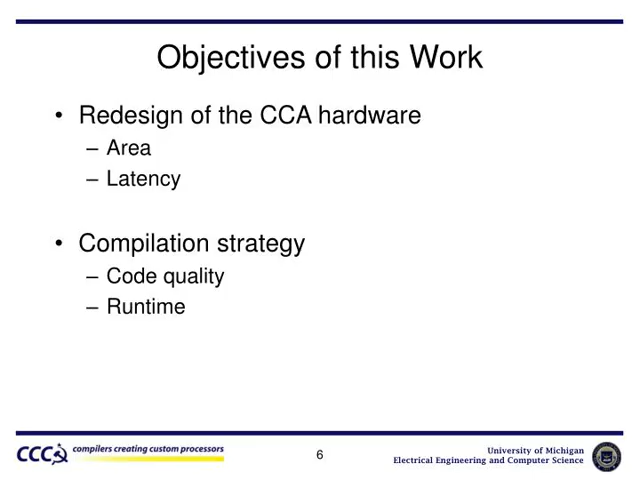 Objectives of this Work
• Redesign of the CCA hardware
– Area
– Latency
• Compilation strategy
– Code quality
– Runtime
CCCP compilers creating custom processors
6
University of Michigan
Electrical Engineering and Computer Science